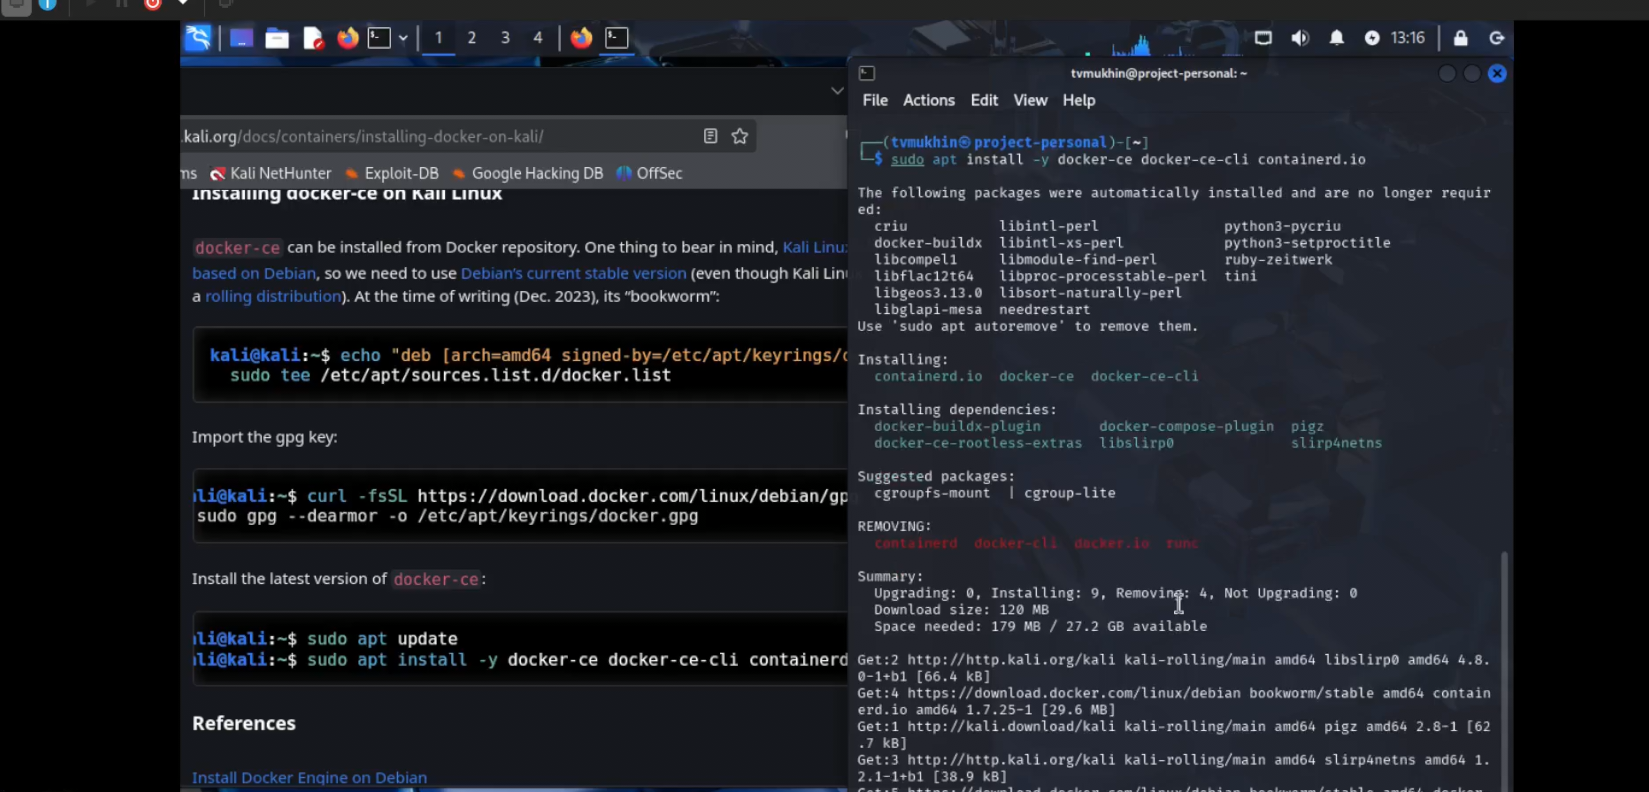 1 2 3 4
13:16
.kali.org/docs/containers/installing-docker-on-kali/
ms Kali NetHunter Exploit-DB Google Hacking DB OffSec
Installing docker-ce on Kali Linux
docker-ce can be installed from Docker repository. One thing to bear in mind, Kali Linu
based on Debian, so we need to use Debian's current stable version (even though Kali Lin
a rolling distribution). At the time of writing (Dec. 2023), its “bookworm”:
kali@kali:~$ echo "deb [arch=amd64 signed-by=/etc/apt/keyrings/
sudo tee /etc/apt/sources.list.d/docker.list
Import the gpg key:
ali@kali:~$ curl -fsSL https://download.docker.com/linux/debian/gp
sudo gpg --dearmor -o /etc/apt/keyrings/docker.gpg
Install the latest version of docker-ce:
ali@kali:~$ sudo apt update
ali@kali:~$ sudo apt install -y docker-ce docker-ce-cli containerd
References
Install Docker Engine on Debian
tvmukhin@project-personal: ~
File Actions Edit View Help
┌──(tvmukhin㉿project-personal)-[~]
└─$ sudo apt install -y docker-ce docker-ce-cli containerd.io
The following packages were automatically installed and are no longer requir
ed:
criu libintl-perl python3-pycriu
docker-buildx libintl-xs-perl python3-setproctitle
libcompel1 libmodule-find-perl ruby-zeitwerk
libflac12t64 libproc-processtable-perl tini
libgeos3.13.0 libsort-naturally-perl
libglapi-mesa needrestart
Use 'sudo apt autoremove' to remove them.
Installing:
containerd.io docker-ce docker-ce-cli
Installing dependencies:
docker-buildx-plugin docker-compose-plugin pigz
docker-ce-rootless-extras libslirp0 slirp4netns
Suggested packages:
cgroupfs-mount | cgroup-lite
REMOVING:
containerd docker-cli docker.io runc
Summary:
Upgrading: 0, Installing: 9, Removing: 4, Not Upgrading: 0
Download size: 120 MB
Space needed: 179 MB / 27.2 GB available
Get:2 http://http.kali.org/kali kali-rolling/main amd64 libslirp0 amd64 4.8.
0-1+b1 [66.4 kB]
Get:4 https://download.docker.com/linux/debian bookworm/stable amd64 contain
erd.io amd64 1.7.25-1 [29.6 MB]
Get:1 http://kali.download/kali kali-rolling/main amd64 pigz amd64 2.8-1 [62
.7 kB]
Get:3 http://http.kali.org/kali kali-rolling/main amd64 slirp4netns amd64 1.
2.1-1+b1 [38.9 kB]
Get:5 https://download.docker.com/linux/debian bookworm/stable amd64 docker-